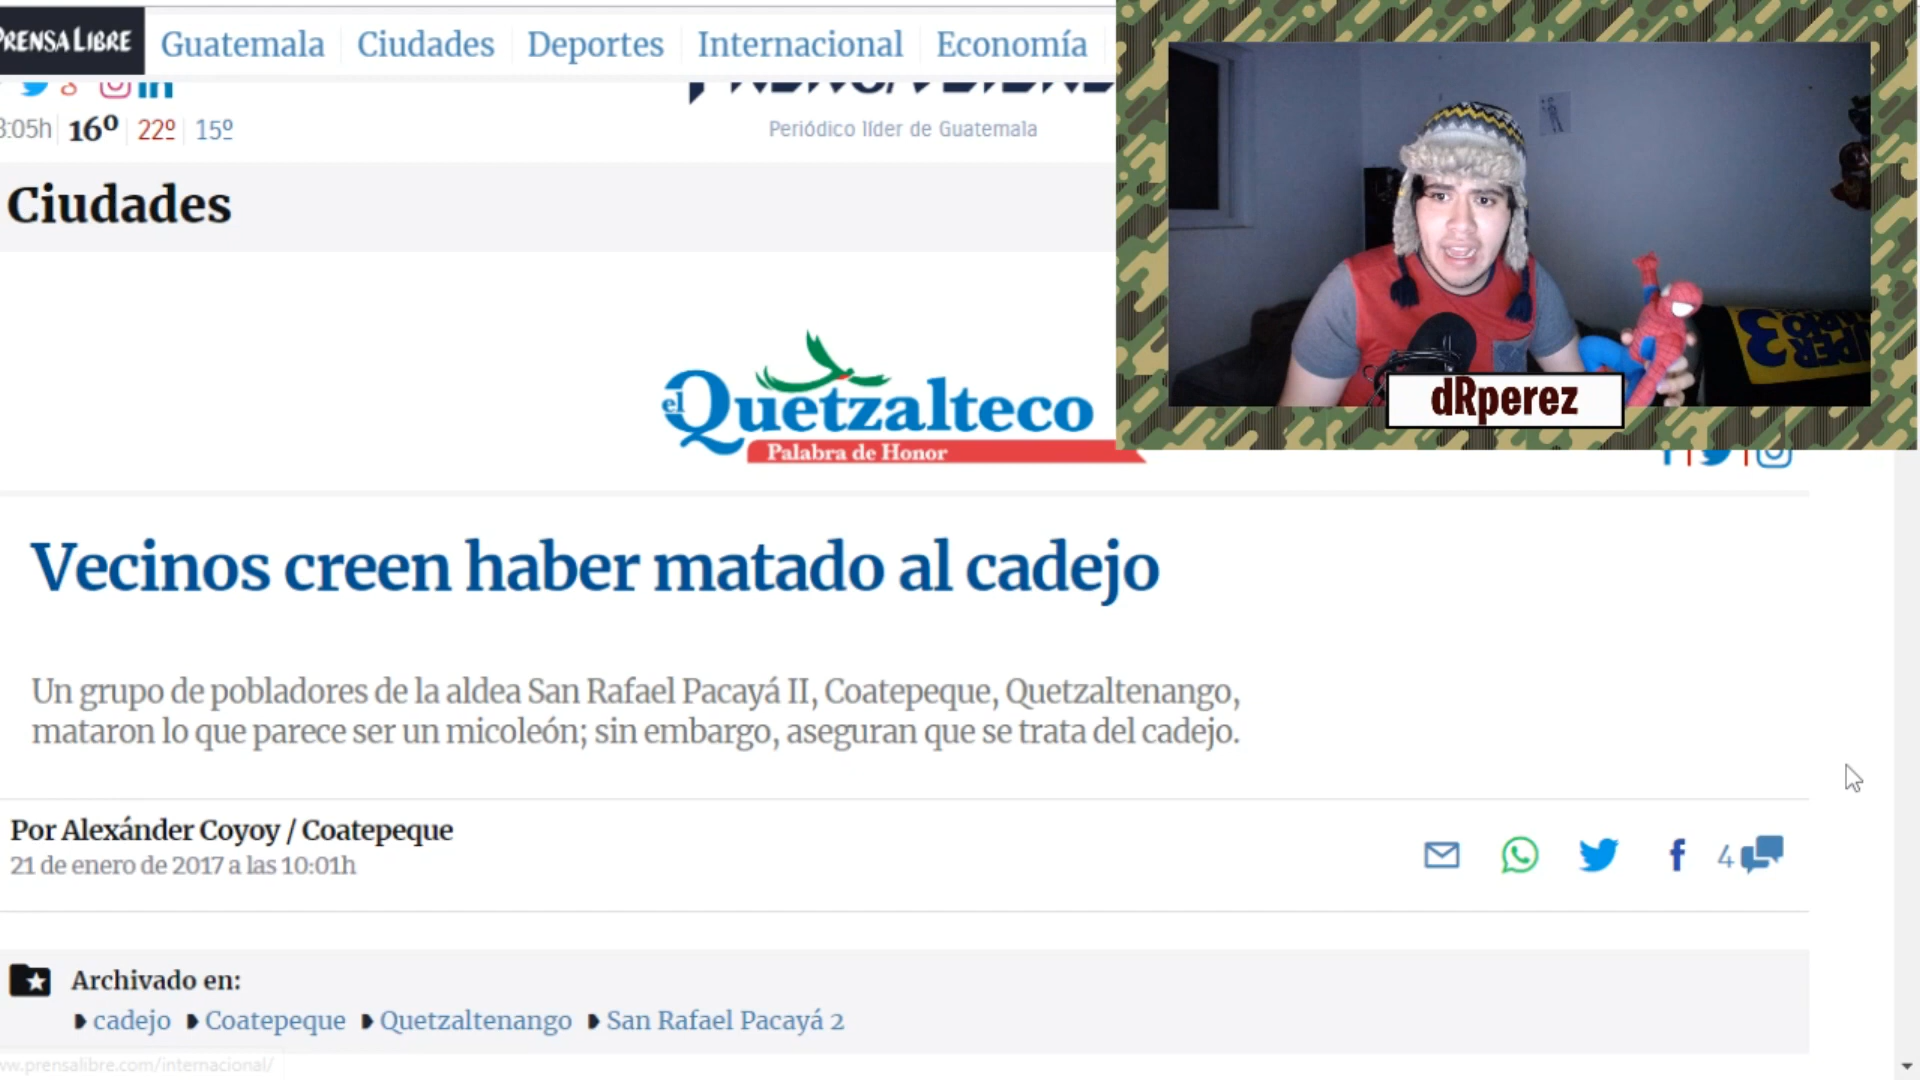 PRENSA LIBRE
Guatemala
Ciudades
Deportes
Internacional
Economía
3:05h
16º
22º
15º
Periódico líder de Guatemala
Ciudades
el Quetzalteco
Palabra de Honor
dRperez
Vecinos creen haber matado al cadejo
Un grupo de pobladores de la aldea San Rafael Pacayá II, Coatepeque, Quetzaltenango,
mataron lo que parece ser un micoleón; sin embargo, aseguran que se trata del cadejo.
Por Alexánder Coyoy / Coatepeque
21 de enero de 2017 a las 10:01h
4
Archivado en:
cadejo
Coatepeque
Quetzaltenango
San Rafael Pacayá 2
ww.prensalibre.com/internacional/